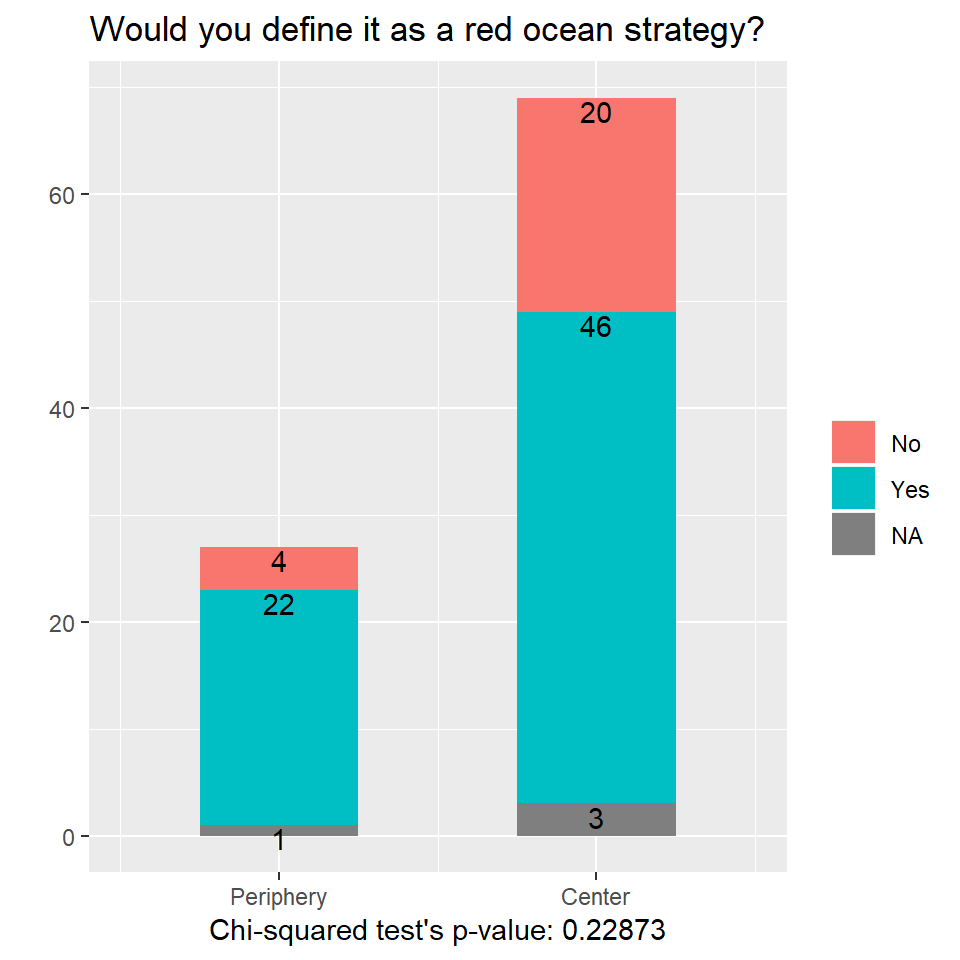 Would you define it as a red ocean strategy?
20
60
46
No
40
Yes
NA
4
22
20
3
1
0
Periphery
Center
Chi-squared test's p-value: 0.22873